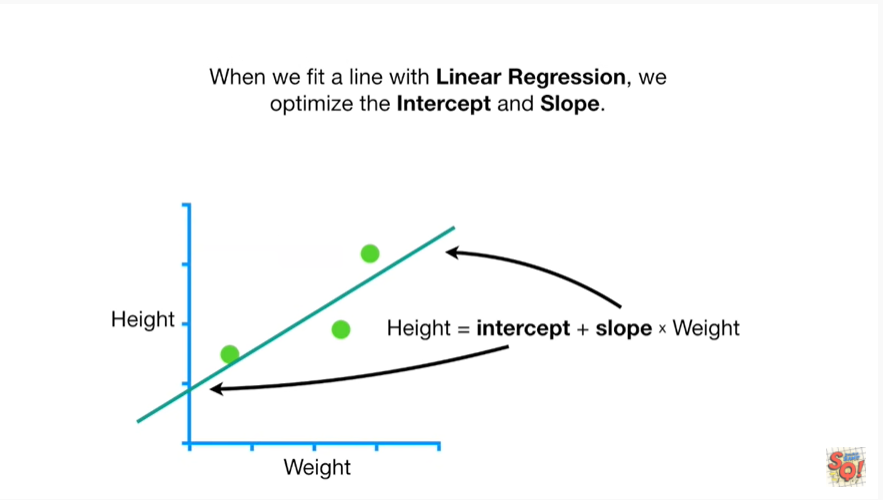 When we fit a line with Linear Regression, we
optimize the Intercept and Slope.
Height
Height = intercept + slope × Weight
Weight
SO!